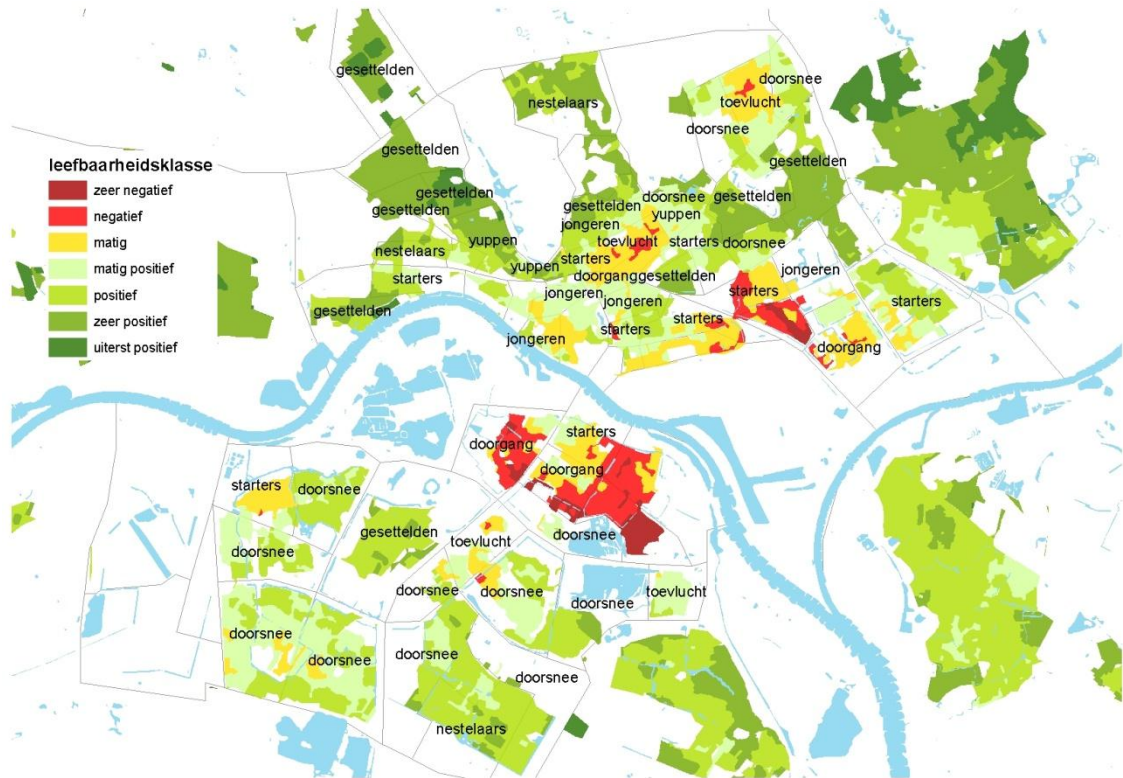 gesettelden
nestelaars
doorsnee
toevlucht
doorsnee
gesettelden
gesettelden
leefbaarheidsklasse
zeer negatief
negatief
matig
matig positief
positief
zeer positief
uiterst positief
gesettelden
gesettelden
nestelaars
yuppen
yuppen
starters
gesettelden
doorsnee
gesettelden
gesettelden
yuppen
jongeren
toevlucht
starters
doorsnee
starters
doorgang
gesettelden
jongeren
jongeren
jongeren
starters
starters
starters
starters
jongeren
doorgang
doorgang
starters
doorgang
starters
doorsnee
gesettelden
doorsnee
toevlucht
doorsnee
doorsnee
doorsnee
doorsnee
toevlucht
doorsnee
doorsnee
doorsnee
doorsnee
nestelaars